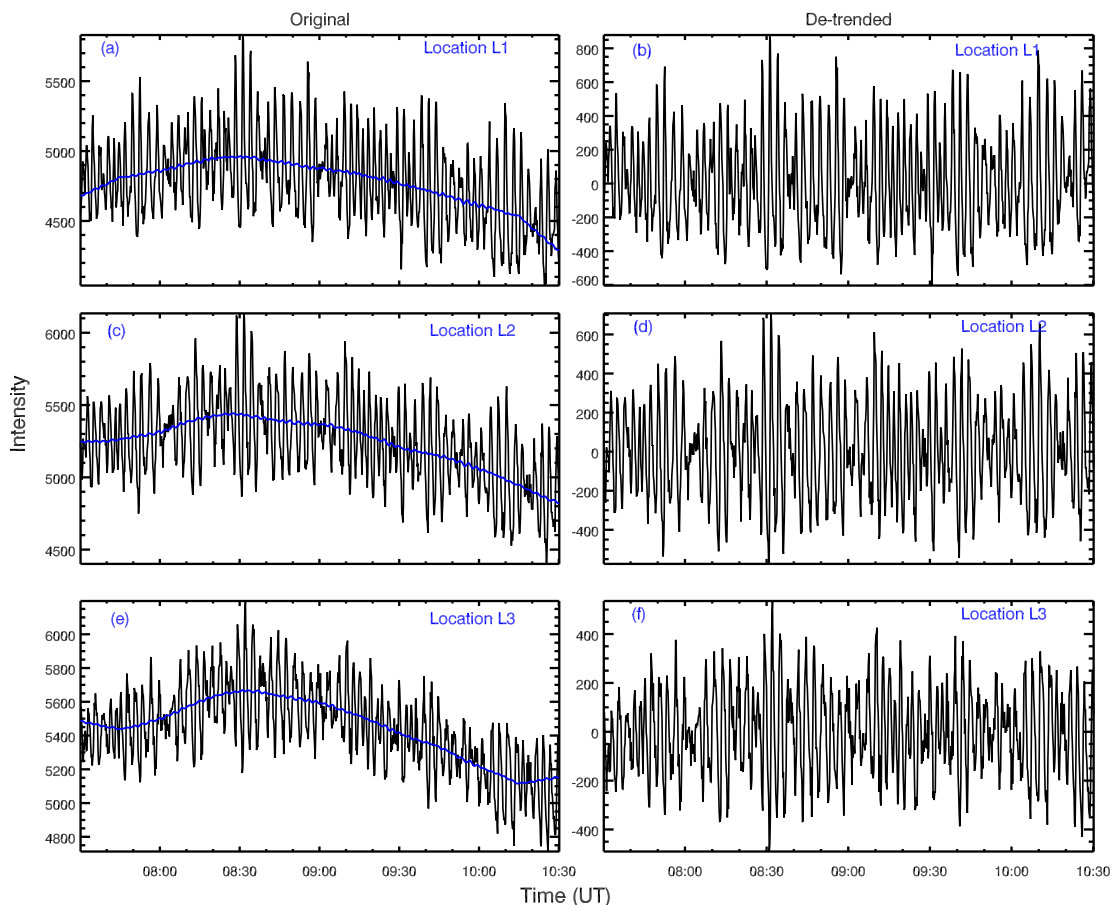 Original
De-trended
(a)
Location L1
5500
5000
4500
(b)
Location L1
800
600
400
200
0
-200
-400
-600
(c)
Location L2
6000
5500
5000
4500
(d)
Location L2
600
400
200
0
-200
-400
Intensity
(e)
Location L3
6000
5800
5600
5400
5200
5000
4800
(f)
Location L3
400
200
0
-200
-400
08:00 08:30 09:00 09:30 10:00 10:30
08:00 08:30 09:00 09:30 10:00 10:30
Time (UT)